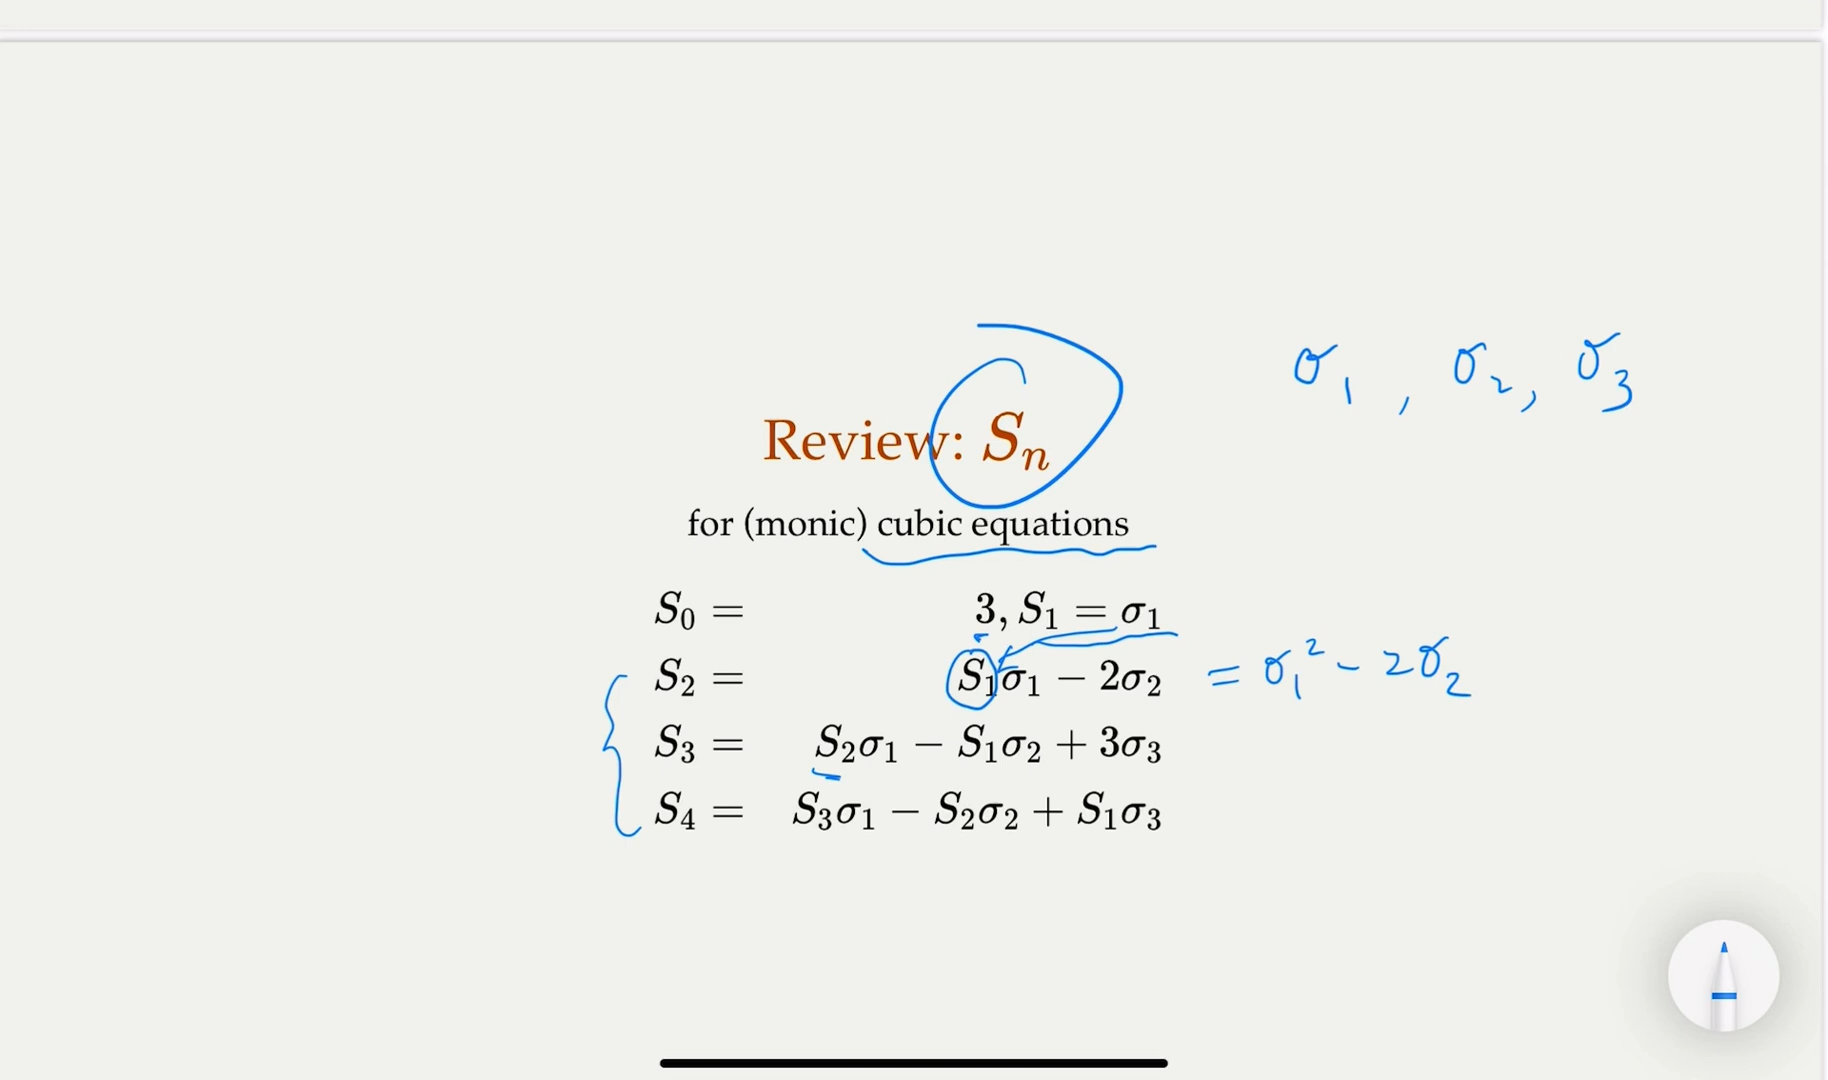 σ₁ , σ₂, σ₃
Review: Sₙ
for (monic) cubic equations
S₀ = 3, S₁ = σ₁
S₂ = S₁σ₁ − 2σ₂ = σ₁² − 2σ₂
S₃ = S₂σ₁ − S₁σ₂ + 3σ₃
S₄ = S₃σ₁ − S₂σ₂ + S₁σ₃